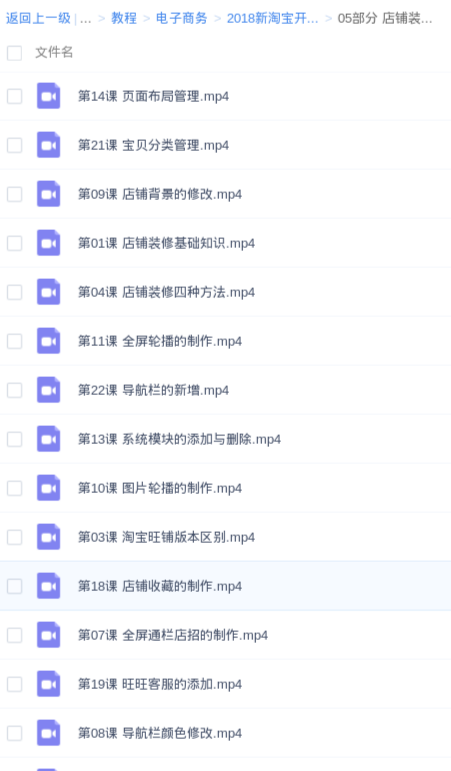 返回上一级 | ... > 教程 > 电子商务 > 2018新淘宝开... > 05部分 店铺装...
文件名
第14课 页面布局管理.mp4
第21课 宝贝分类管理.mp4
第09课 店铺背景的修改.mp4
第01课 店铺装修基础知识.mp4
第04课 店铺装修四种方法.mp4
第11课 全屏轮播的制作.mp4
第22课 导航栏的新增.mp4
第13课 系统模块的添加与删除.mp4
第10课 图片轮播的制作.mp4
第03课 淘宝旺铺版本区别.mp4
第18课 店铺收藏的制作.mp4
第07课 全屏通栏店招的制作.mp4
第19课 旺旺客服的添加.mp4
第08课 导航栏颜色修改.mp4